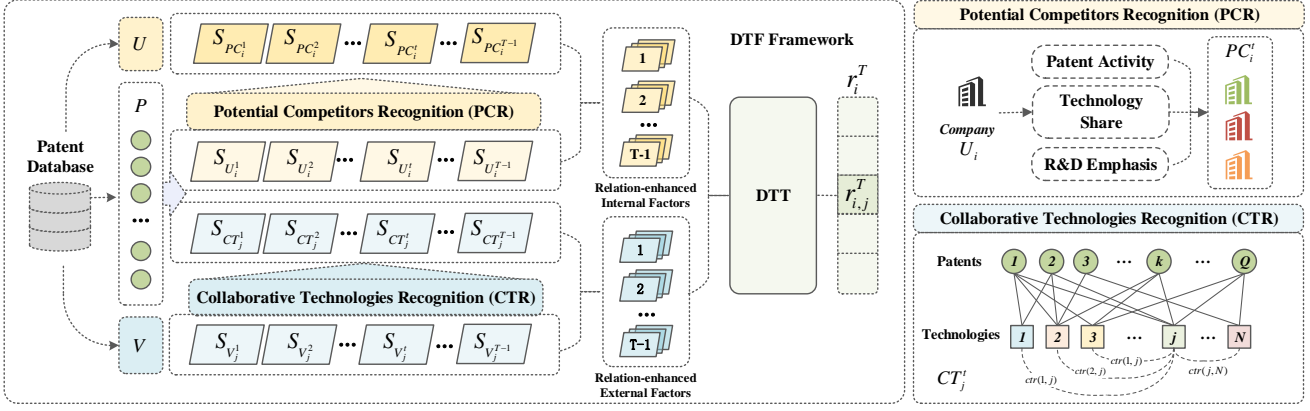 U
S_{PC_i^1} S_{PC_i^2} ... S_{PC_i^t} ... S_{PC_i^{T-1}}
P
Potential Competitors Recognition (PCR)
S_{U_i^1} S_{U_i^2} ... S_{U_i^t} ... S_{U_i^{T-1}}
Patent
Database
...
S_{CT_j^1} S_{CT_j^2} ... S_{CT_j^t} ... S_{CT_j^{T-1}}
Collaborative Technologies Recognition (CTR)
V
S_{V_j^1} S_{V_j^2} ... S_{V_j^t} ... S_{V_j^{T-1}}
1
2
...
T-1
Relation-enhanced
Internal Factors
1
2
...
T-1
Relation-enhanced
External Factors
DTF Framework
DTT
r_i^T
r_{i,j}^T
Potential Competitors Recognition (PCR)
Company
U_i
Patent Activity
Technology
Share
R&D Emphasis
PC_i^t
Collaborative Technologies Recognition (CTR)
Patents 1 2 3 ... k ... Q
Technologies 1 2 3 ... j ... N
ctr(1, j)
ctr(2, j)
ctr(1, j)
ctr(j, N)
CT_j^t